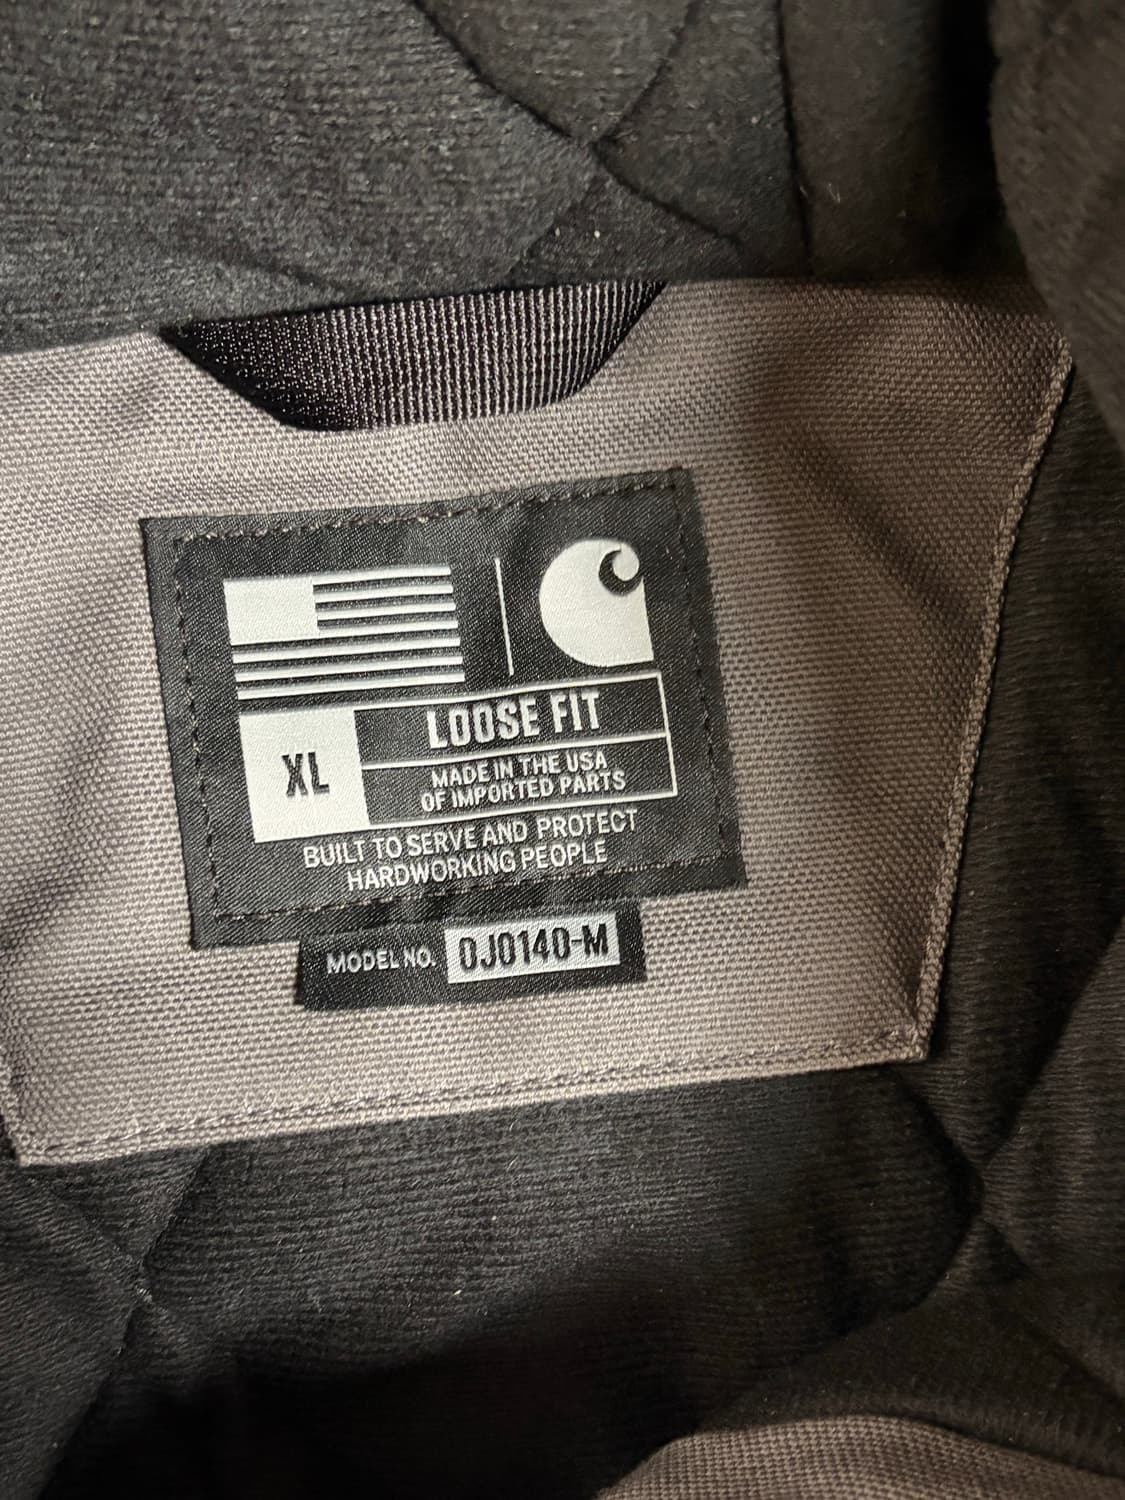 XL
LOOSE FIT
MADE IN THE USA
OF IMPORTED PARTS
BUILT TO SERVE AND PROTECT
HARDWORKING PEOPLE
MODEL NO. 0J0140-M